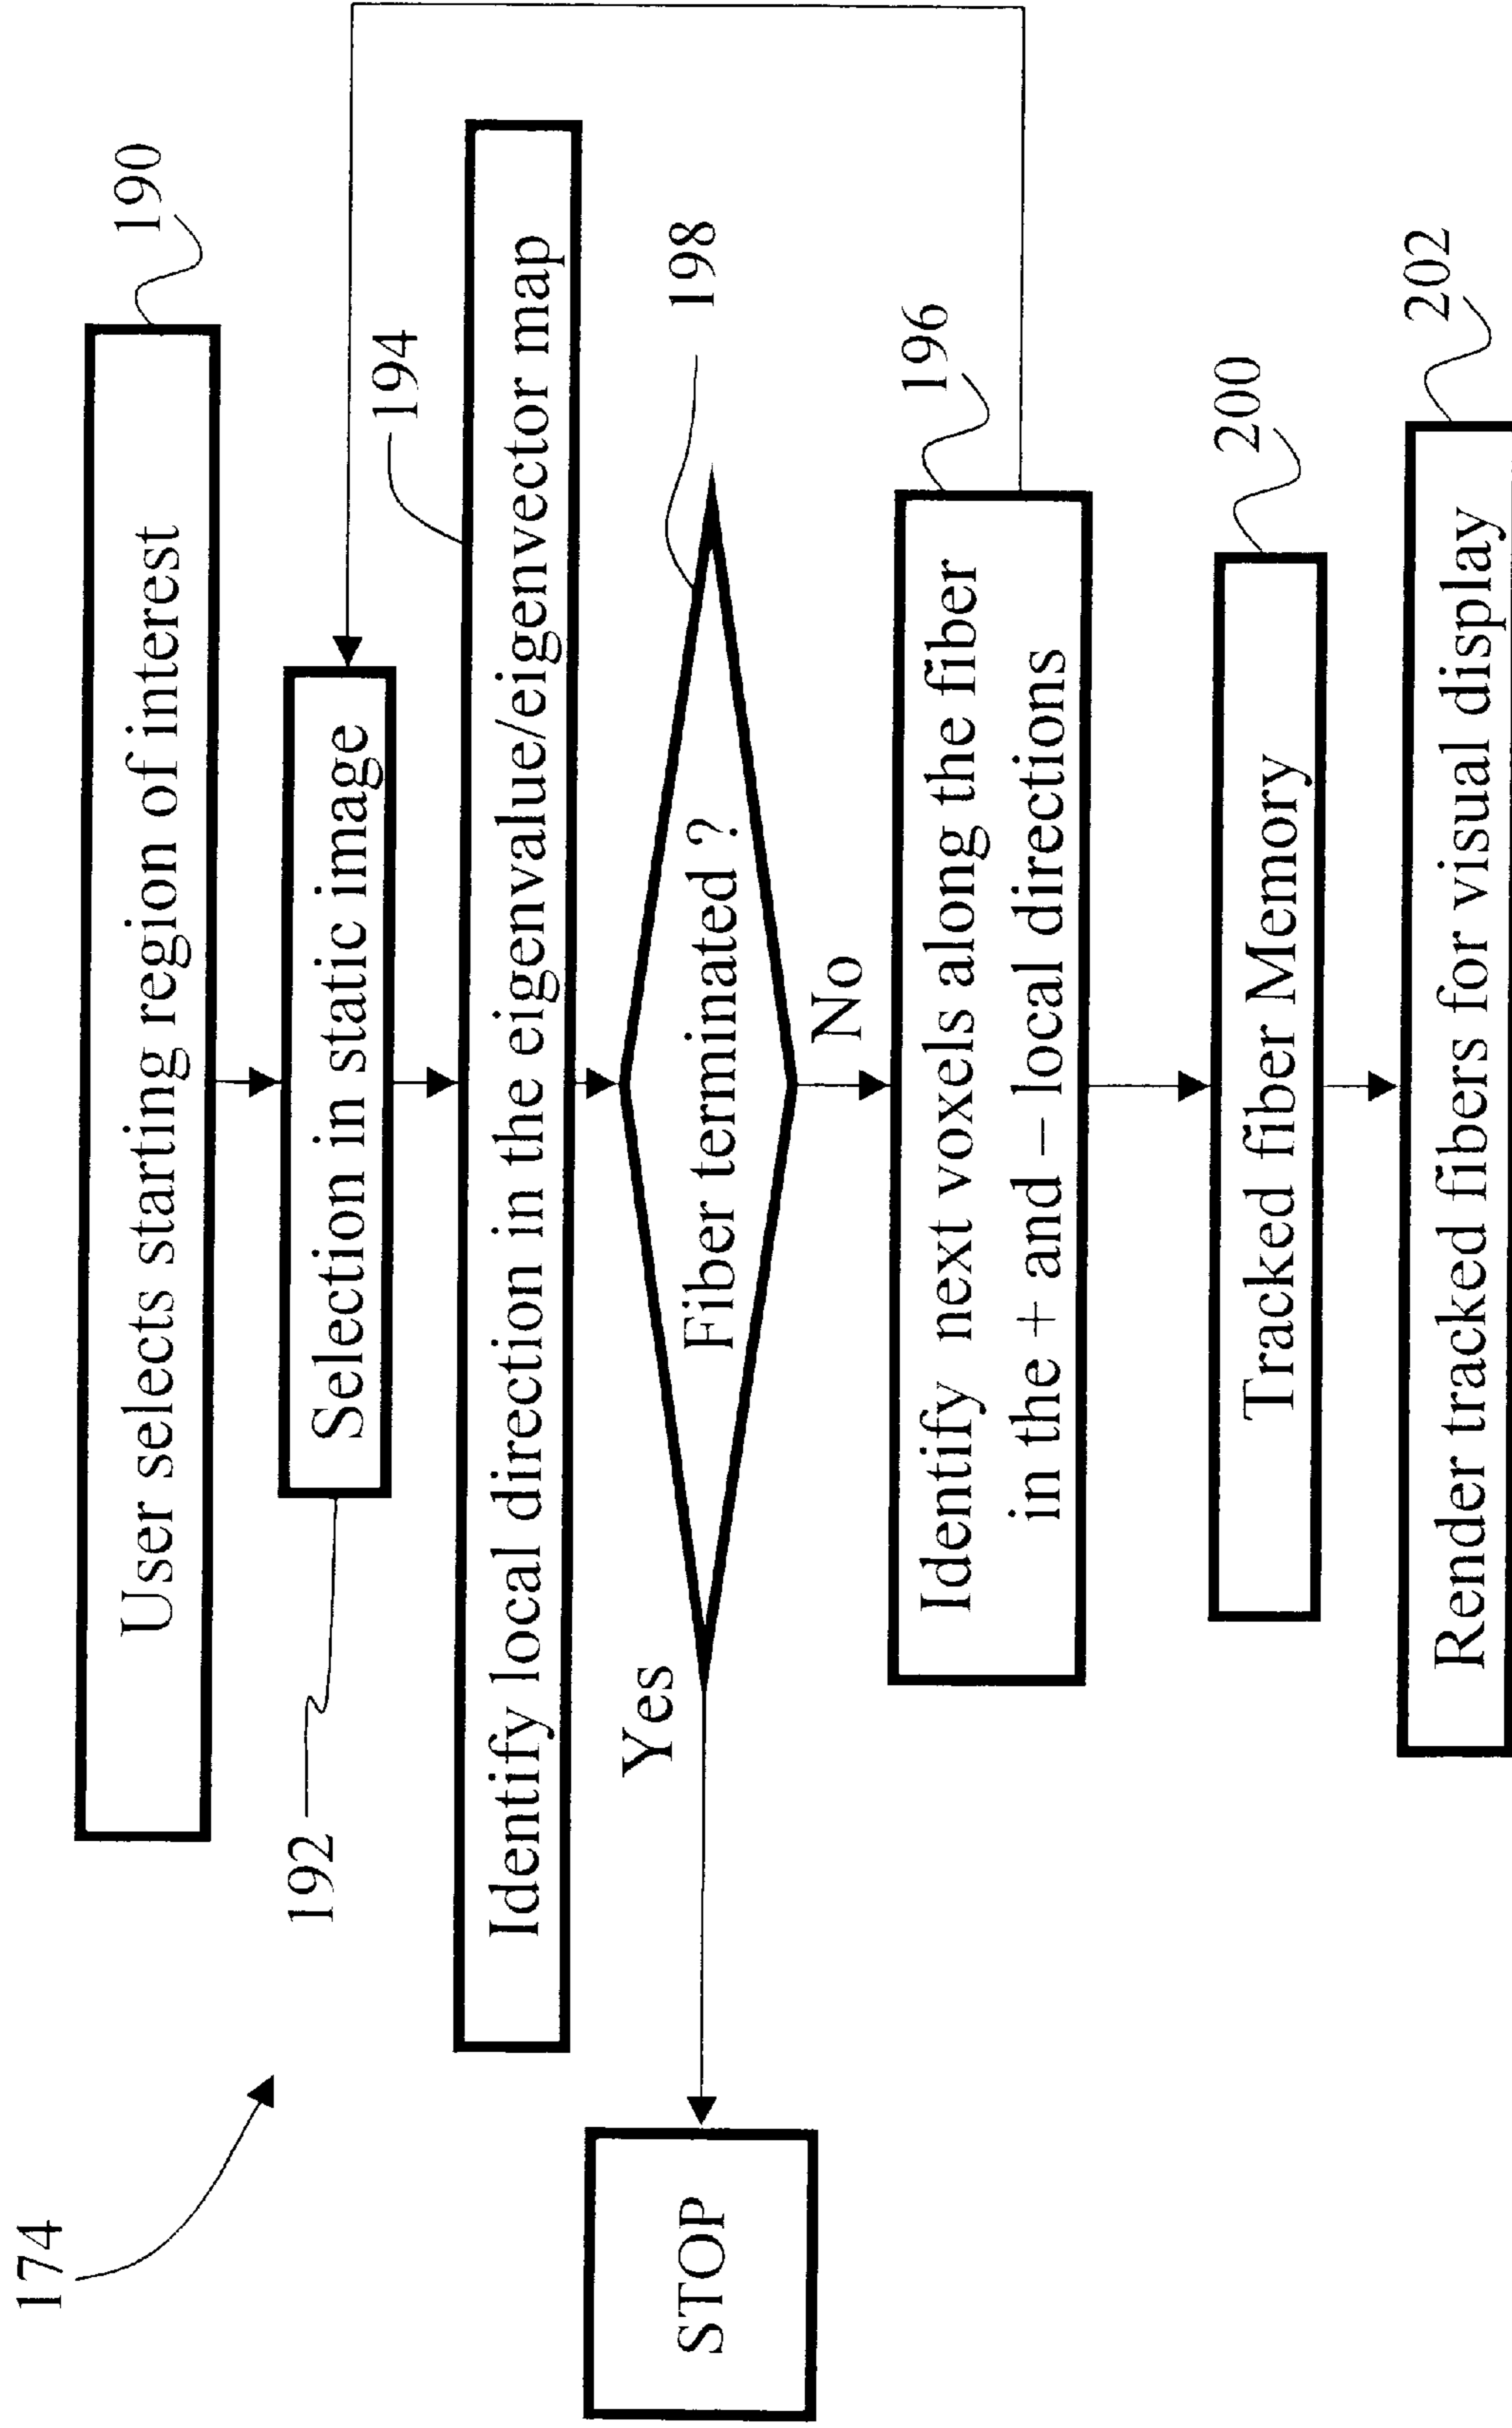 174
User selects starting region of interest
190
192
Selection in static image
194
Identify local direction in the eigenvalue/eigenvector map
198
Fiber terminated ?
Yes
STOP
No
Identify next voxels along the fiber
in the + and – local directions
196
Tracked fiber Memory
200
Render tracked fibers for visual display
202